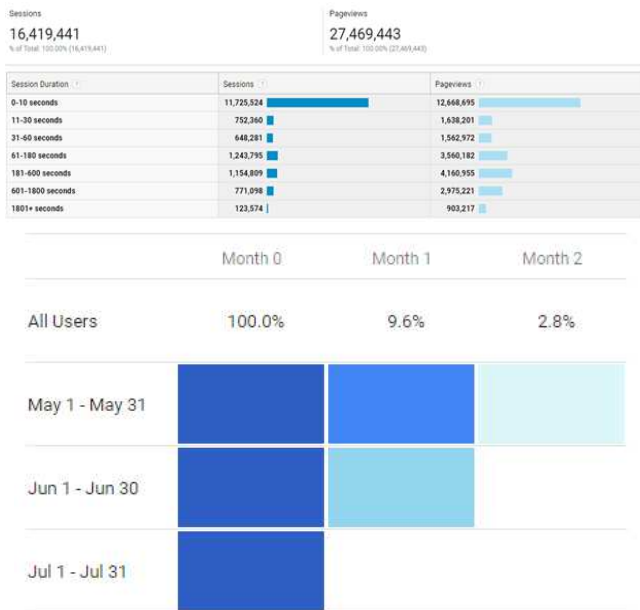 Sessions Pageviews
16,419,441 27,469,443
% of Total: 100.00% (16,419,441) % of Total: 100.00% (27,469,443)
Session Duration ? Sessions ? Pageviews ?
0-10 seconds 11,725,524 12,668,695
11-30 seconds 752,360 1,638,201
31-60 seconds 648,281 1,562,972
61-180 seconds 1,243,795 3,560,182
181-600 seconds 1,154,809 4,160,955
601-1800 seconds 771,098 2,975,221
1801+ seconds 123,574 903,217
Month 0 Month 1 Month 2
All Users 100.0% 9.6% 2.8%
May 1 - May 31
Jun 1 - Jun 30
Jul 1 - Jul 31